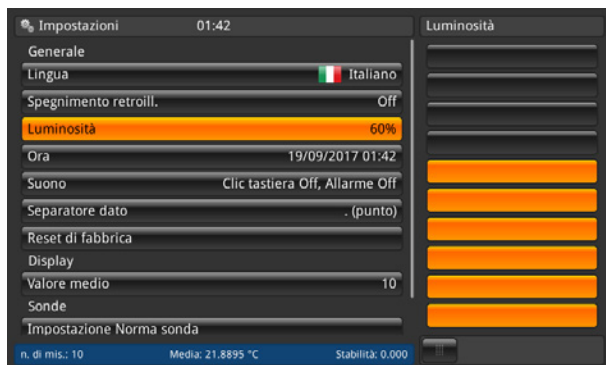 Impostazioni 01:42
Luminosità
Generale
Lingua Italiano
Spegnimento retroill. Off
Luminosità 60%
Ora 19/09/2017 01:42
Suono Clic tastiera Off, Allarme Off
Separatore dato . (punto)
Reset di fabbrica
Display
Valore medio 10
Sonde
Impostazione Norma sonda
n. di mis.: 10 Media: 21.8895 °C Stabilità: 0.000